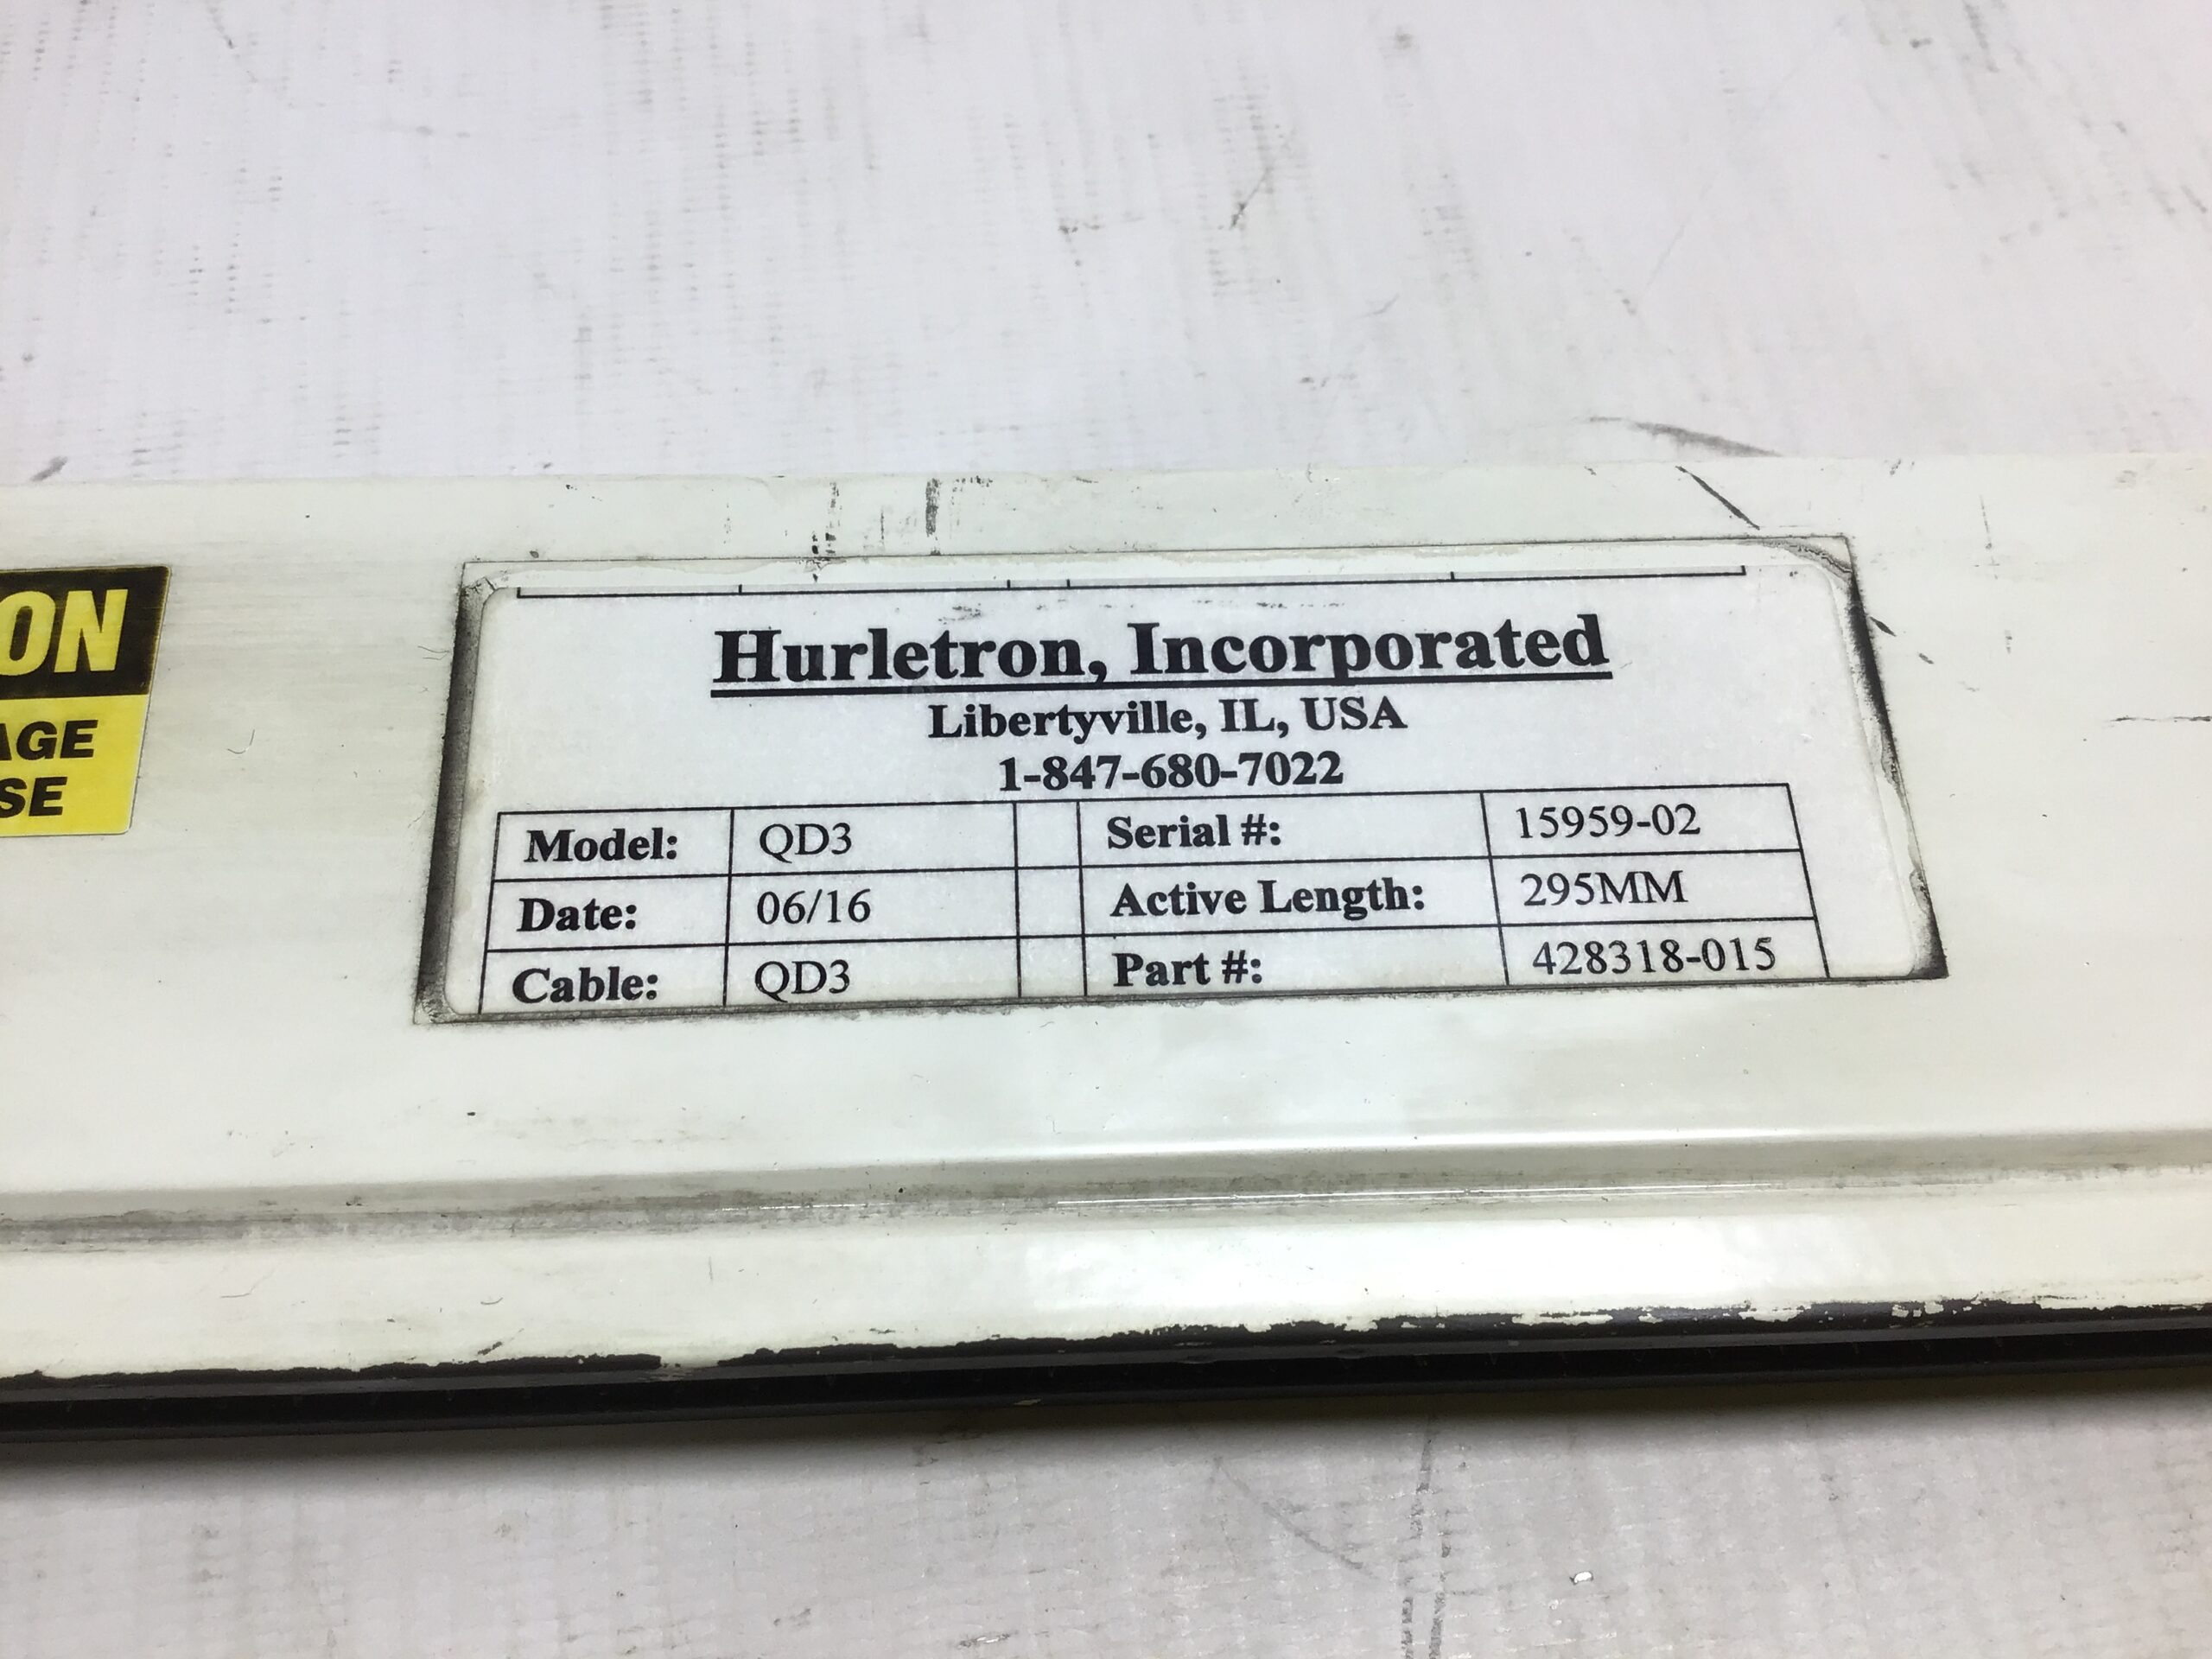 Hurletron, Incorporated
Libertyville, IL, USA
1-847-680-7022
Model: QD3 Serial #: 15959-02
Date: 06/16 Active Length: 295MM
Cable: QD3 Part #: 428318-015
ON
AGE
SE